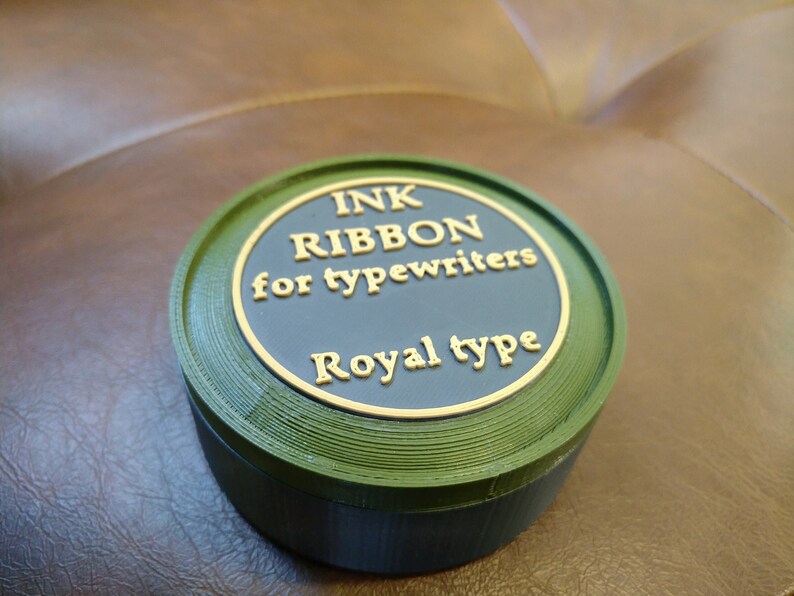 INK
RIBBON
for typewriters
Royal type